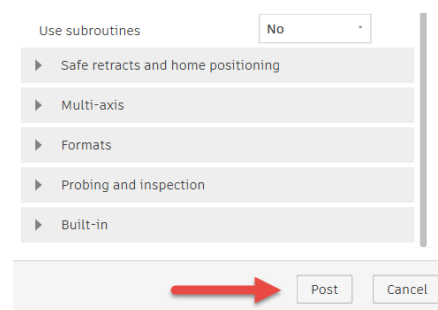 Use subroutines No
Safe retracts and home positioning
Multi-axis
Formats
Probing and inspection
Built-in
Post Cancel